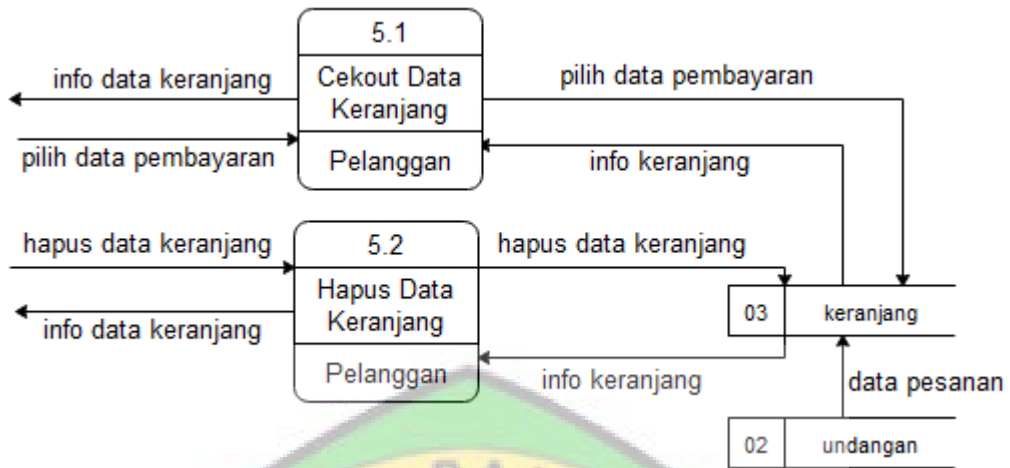 5.1
info data keranjang
Cekout Data
Keranjang
pilih data pembayaran
pilih data pembayaran
Pelanggan
info keranjang
hapus data keranjang
5.2
hapus data keranjang
Hapus Data
Keranjang
info data keranjang
03
keranjang
Pelanggan
info keranjang
data pesanan
02
undangan